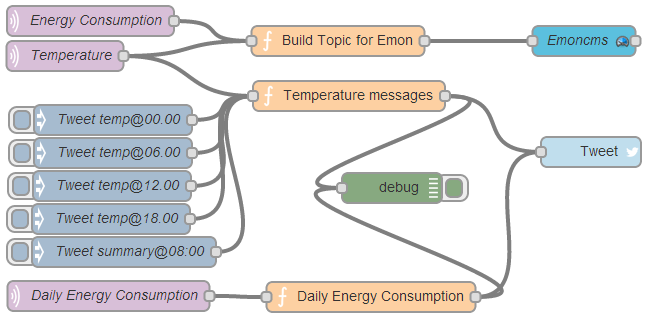 Energy Consumption
Build Topic for Emon
Emoncms
Temperature
Temperature messages
Tweet temp@00.00
Tweet temp@06.00
Tweet
Tweet temp@12.00
debug
Tweet temp@18.00
Tweet summary@08:00
Daily Energy Consumption
Daily Energy Consumption